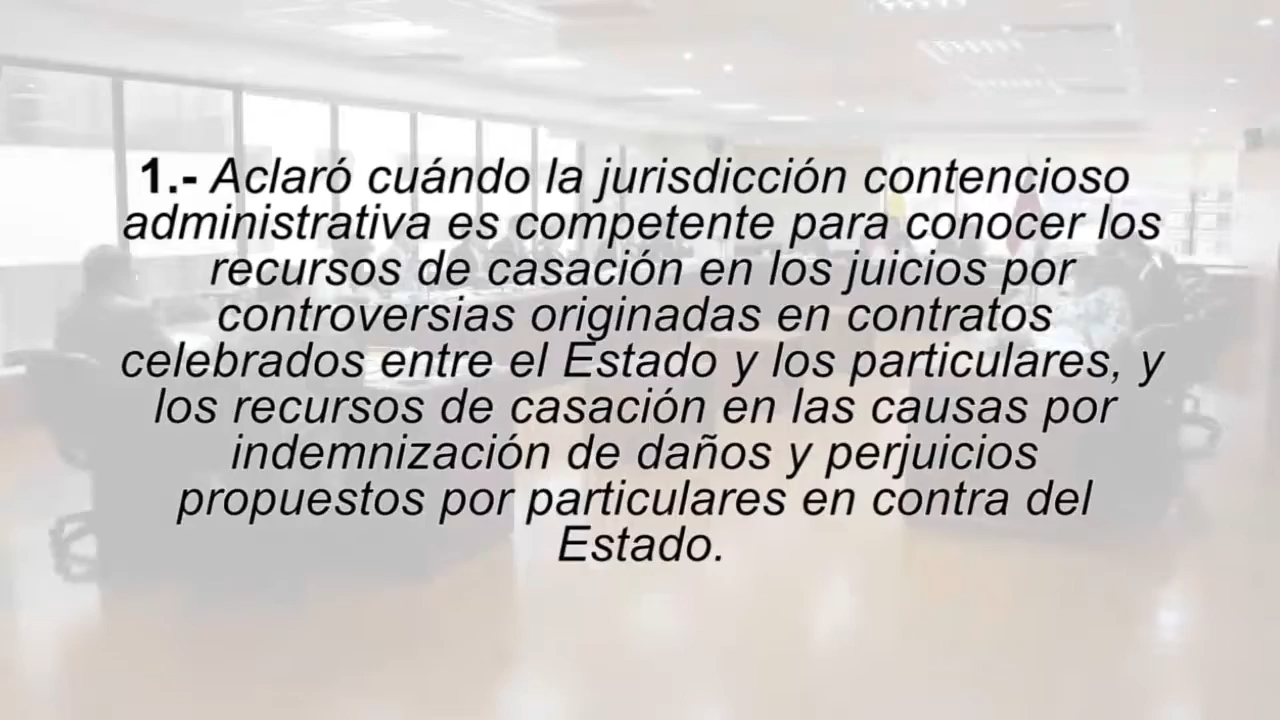 1.- Aclaró cuándo la jurisdicción contencioso
administrativa es competente para conocer los
recursos de casación en los juicios por
controversias originadas en contratos
celebrados entre el Estado y los particulares, y
los recursos de casación en las causas por
indemnización de daños y perjuicios
propuestos por particulares en contra del
Estado.